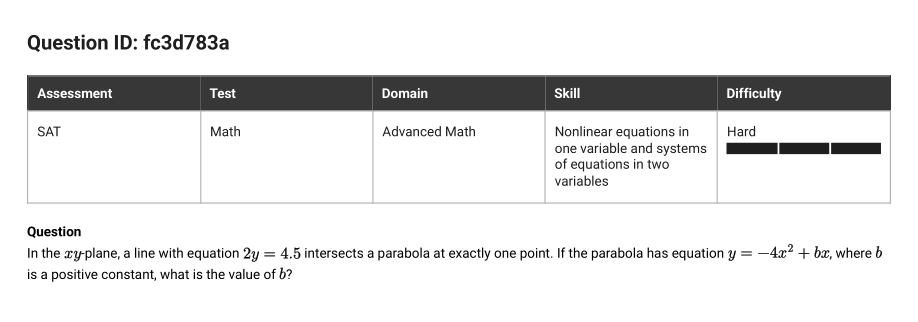 Question ID: fc3d783a
Assessment Test Domain Skill Difficulty
SAT Math Advanced Math Nonlinear equations in Hard
one variable and systems
of equations in two
variables
Question
In the xy-plane, a line with equation 2y = 4.5 intersects a parabola at exactly one point. If the parabola has equation y = −4x² + bx, where b
is a positive constant, what is the value of b?